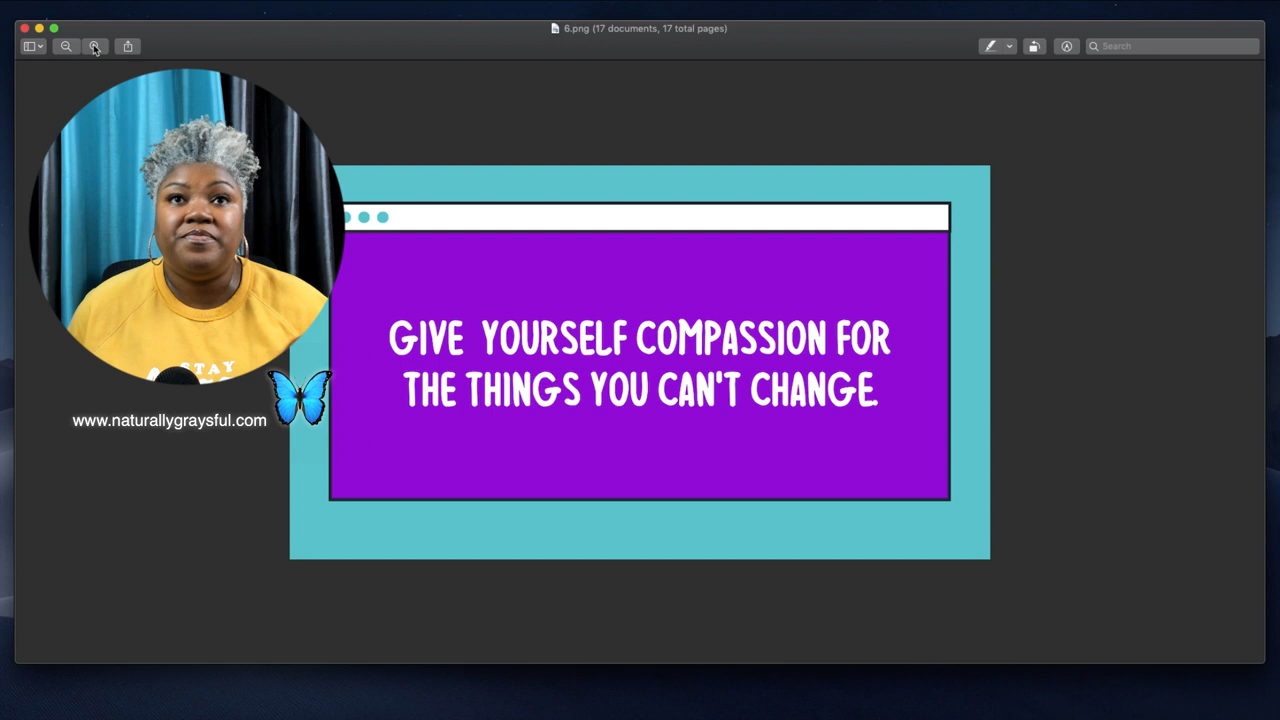 6.png (17 documents, 17 total pages)
Search
STAY
www.naturallygraysful.com
GIVE YOURSELF COMPASSION FOR
THE THINGS YOU CAN'T CHANGE.